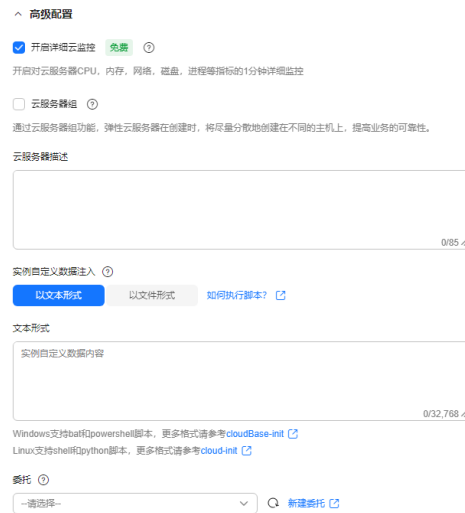 高级配置
开启详细云监控 免费 ?
开启对云服务器CPU、内存、网络、磁盘、进程等指标的1分钟详细监控
云服务器组 ?
通过云服务器组功能，弹性云服务器在创建时，将尽量分散地创建在不同的主机上，提高业务的可靠性。
云服务器描述
0/85
实例自定义数据注入 ?
以文本形式 以文件形式 如何执行脚本？
文本形式
实例自定义数据内容
0/32,768
Windows支持bat和powershell脚本，更多格式请参考cloudBase-init
Linux支持shell和python脚本，更多格式请参考cloud-init
委托 ?
--请选择-- 新建委托